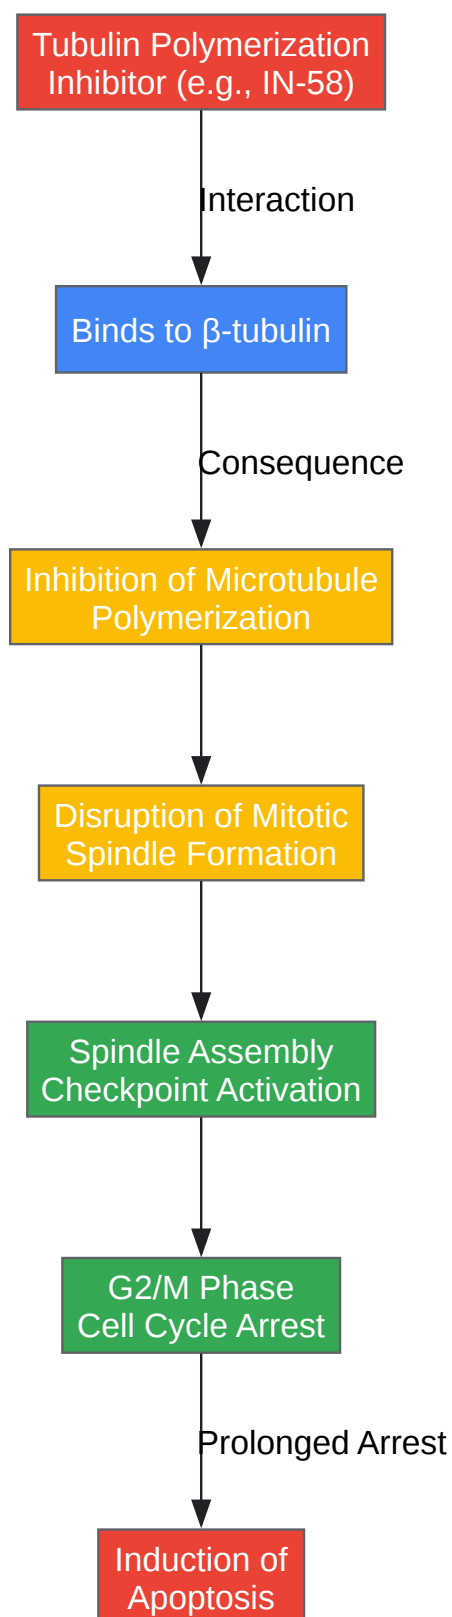 Tubulin Polymerization
Inhibitor (e.g., IN-58)
Interaction
Binds to β-tubulin
Consequence
Inhibition of Microtubule
Polymerization
Disruption of Mitotic
Spindle Formation
Spindle Assembly
Checkpoint Activation
G2/M Phase
Cell Cycle Arrest
Prolonged Arrest
Induction of
Apoptosis